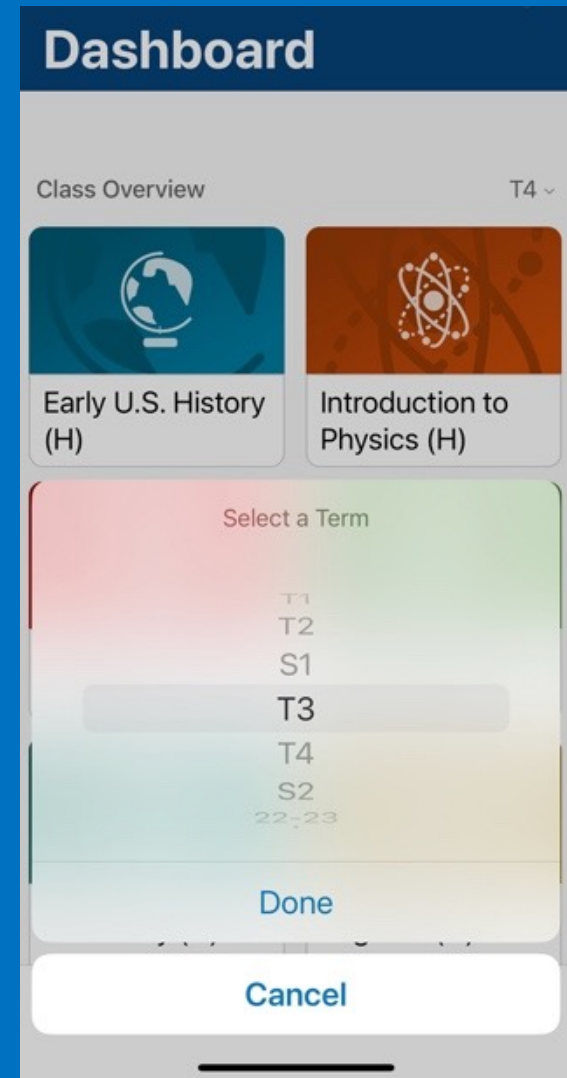 Dashboard
Class Overview T4
Early U.S. History
(H)
Introduction to
Physics (H)
Select a Term
T1
T2
S1
T3
T4
S2
22-23
Done
Cancel